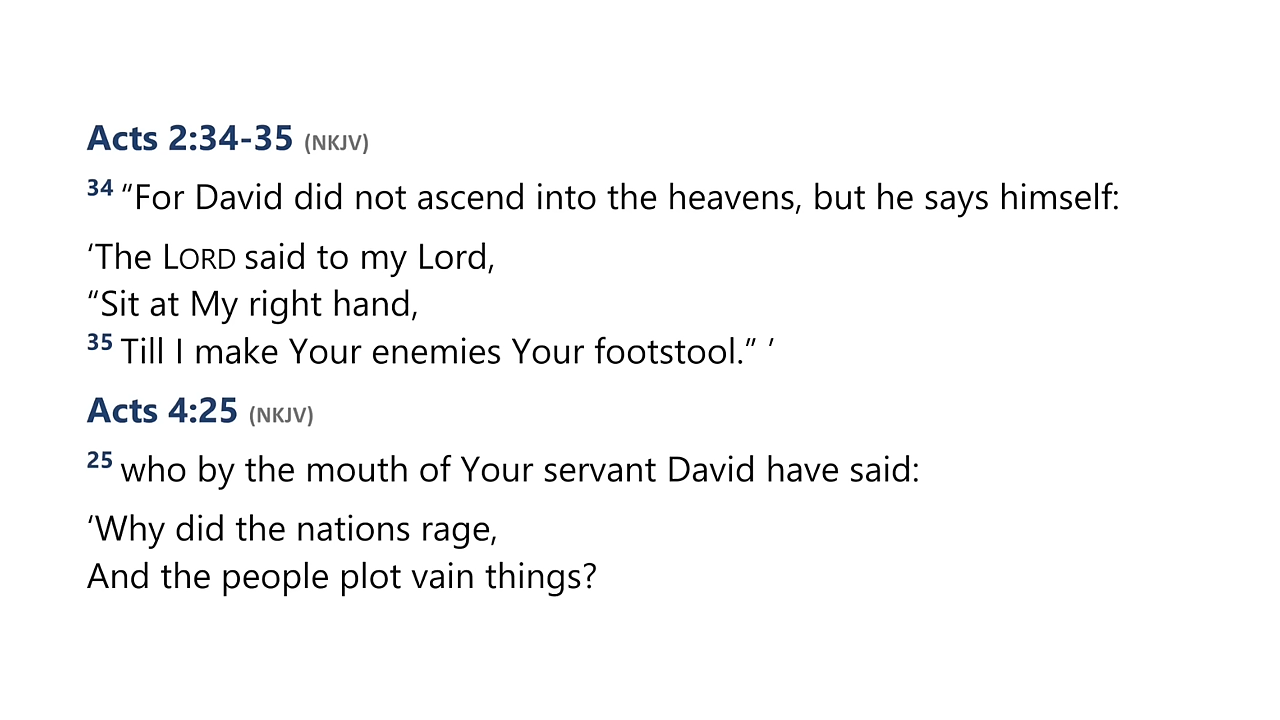 Acts 2:34-35 (NKJV)
34 “For David did not ascend into the heavens, but he says himself:
‘The LORD said to my Lord,
“Sit at My right hand,
35 Till I make Your enemies Your footstool.” ’
Acts 4:25 (NKJV)
25 who by the mouth of Your servant David have said:
‘Why did the nations rage,
And the people plot vain things?